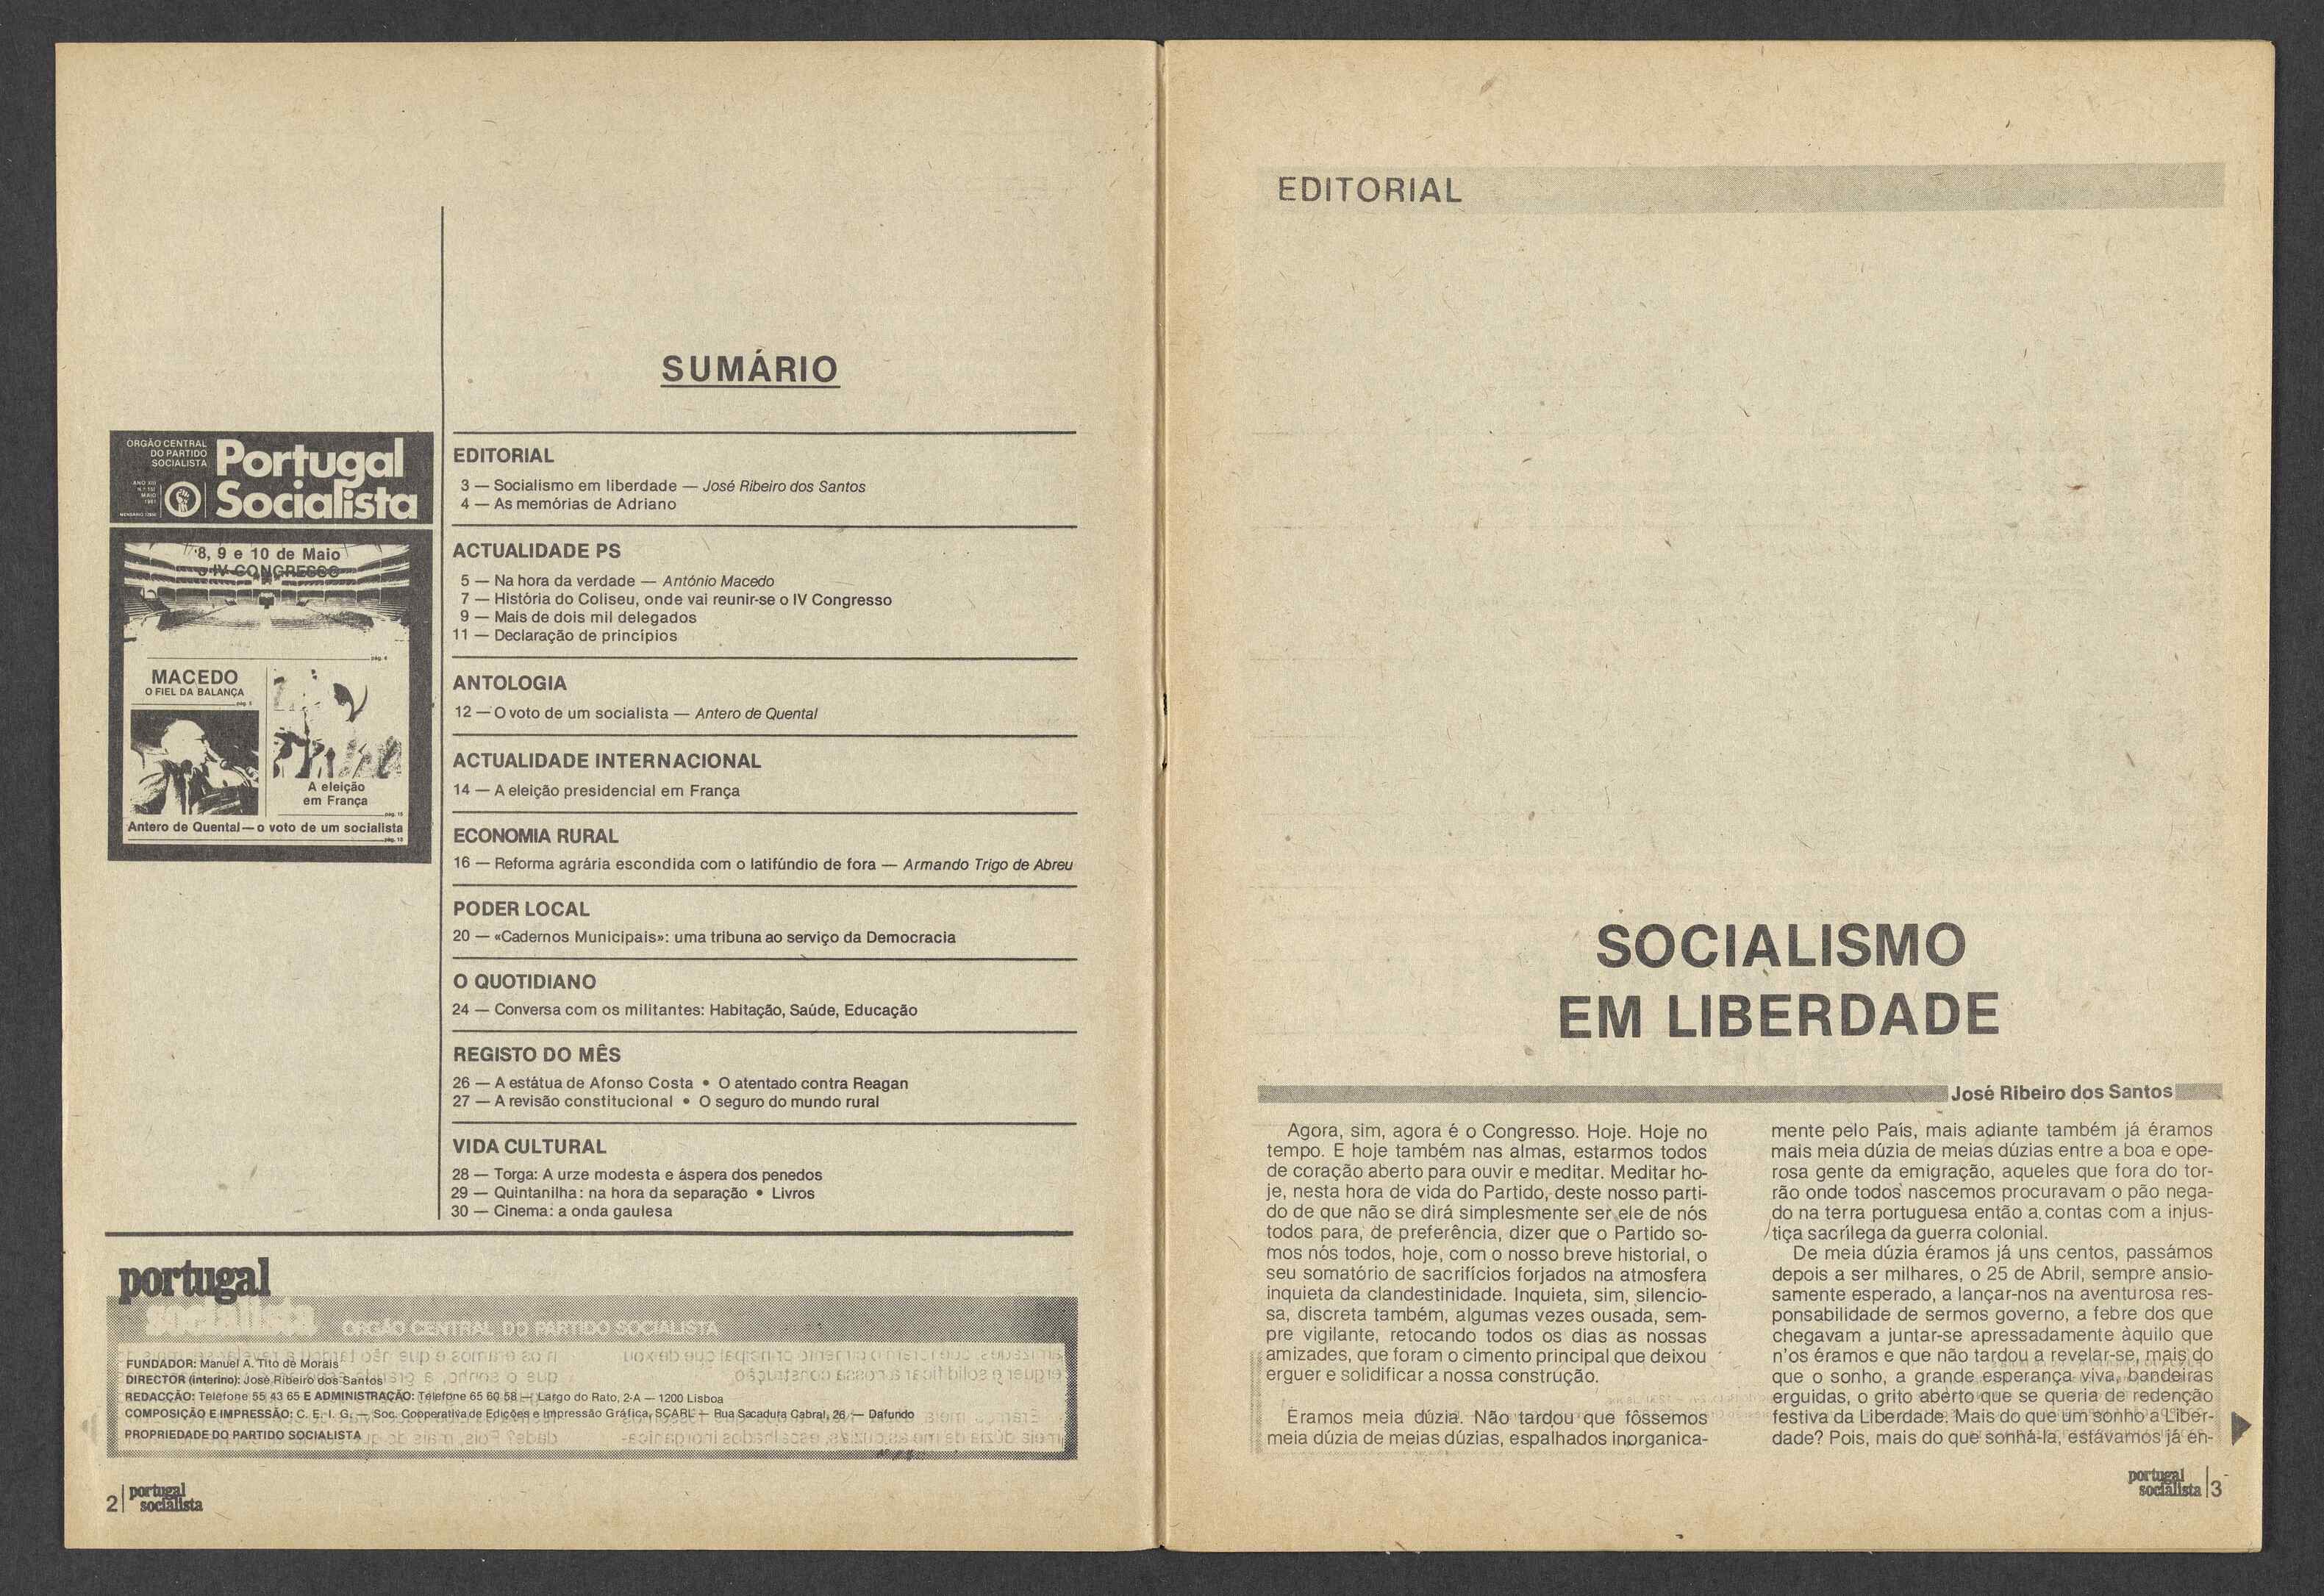 SUMÁRIO
ÓRGÃO CENTRAL
DO PARTIDO
SOCIALISTA
Portugal
Socialista
8, 9 e 10 de Maio
o IV CONGRESSO
MACEDO
O FIEL DA BALANÇA
A eleição
em França
Antero de Quental — o voto de um socialista
EDITORIAL
3 — Socialismo em liberdade — José Ribeiro dos Santos
4 — As memórias de Adriano
ACTUALIDADE PS
5 — Na hora da verdade — António Macedo
7 — História do Coliseu, onde vai reunir-se o IV Congresso
9 — Mais de dois mil delegados
11 — Declaração de princípios
ANTOLOGIA
12 — O voto de um socialista — Antero de Quental
ACTUALIDADE INTERNACIONAL
14 — A eleição presidencial em França
ECONOMIA RURAL
16 — Reforma agrária escondida com o latifúndio de fora — Armando Trigo de Abreu
PODER LOCAL
20 — «Cadernos Municipais»: uma tribuna ao serviço da Democracia
O QUOTIDIANO
24 — Conversa com os militantes: Habitação, Saúde, Educação
REGISTO DO MÊS
26 — A estátua de Afonso Costa • O atentado contra Reagan
27 — A revisão constitucional • O seguro do mundo rural
VIDA CULTURAL
28 — Torga: A urze modesta e áspera dos penedos
29 — Quintanilha: na hora da separação • Livros
30 — Cinema: a onda gaulesa
portugal
socialista ÓRGÃO CENTRAL DO PARTIDO SOCIALISTA
FUNDADOR: Manuel A. Tito de Morais
DIRECTOR (interino): José Ribeiro dos Santos
REDACÇÃO: Telefone 55 43 65 E ADMINISTRAÇÃO: Telefone 65 60 58 — Largo do Rato, 2-A — 1200 Lisboa
COMPOSIÇÃO E IMPRESSÃO: C. E. I. G. — Soc. Cooperativa de Edições e Impressão Gráfica, SCARL — Rua Sacadura Cabral, 26 — Dafundo
PROPRIEDADE DO PARTIDO SOCIALISTA
2 portugal
socialista
EDITORIAL
SOCIALISMO
EM LIBERDADE
José Ribeiro dos Santos
Agora, sim, agora é o Congresso. Hoje. Hoje no
tempo. E hoje também nas almas, estarmos todos
de coração aberto para ouvir e meditar. Meditar ho-
je, nesta hora de vida do Partido, deste nosso parti-
do de que não se dirá simplesmente ser ele de nós
todos para, de preferência, dizer que o Partido so-
mos nós todos, hoje, com o nosso breve historial, o
seu somatório de sacrifícios forjados na atmosfera
inquieta da clandestinidade. Inquieta, sim, silencio-
sa, discreta também, algumas vezes ousada, sem-
pre vigilante, retocando todos os dias as nossas
amizades, que foram o cimento principal que deixou
erguer e solidificar a nossa construção.
Éramos meia dúzia. Não tardou que fôssemos
meia dúzia de meias dúzias, espalhados inorganica-
mente pelo País, mais adiante também já éramos
mais meia dúzia de meias dúzias entre a boa e ope-
rosa gente da emigração, aqueles que fora do tor-
rão onde todos nascemos procuravam o pão nega-
do na terra portuguesa então a contas com a injus-
tiça sacrílega da guerra colonial.
De meia dúzia éramos já uns centos, passámos
depois a ser milhares, o 25 de Abril, sempre ansio-
samente esperado, a lançar-nos na aventurosa res-
ponsabilidade de sermos governo, a febre dos que
chegavam a juntar-se apressadamente àquilo que
n'os éramos e que não tardou a revelar-se, mais do
que o sonho, a grande esperança viva, bandeiras
erguidas, o grito aberto que se queria de redenção
festiva da Liberdade. Mais do que um sonho a Liber-
dade? Pois, mais do que sonhá-la, estávamos já en-
portugal
socialista 3